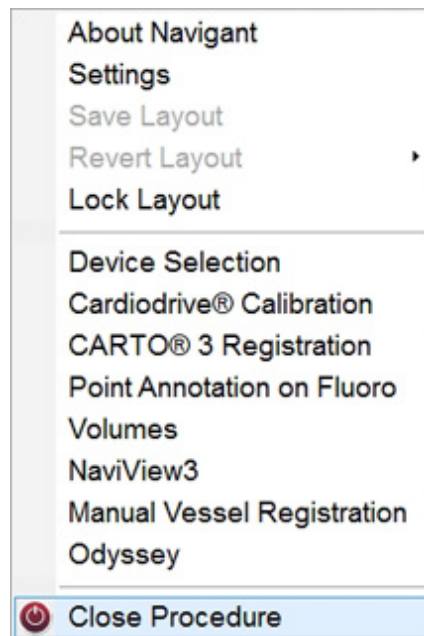 About Navigant
Settings
Save Layout
Revert Layout
Lock Layout
Device Selection
Cardiodrive® Calibration
CARTO® 3 Registration
Point Annotation on Fluoro
Volumes
NaviView3
Manual Vessel Registration
Odyssey
Close Procedure